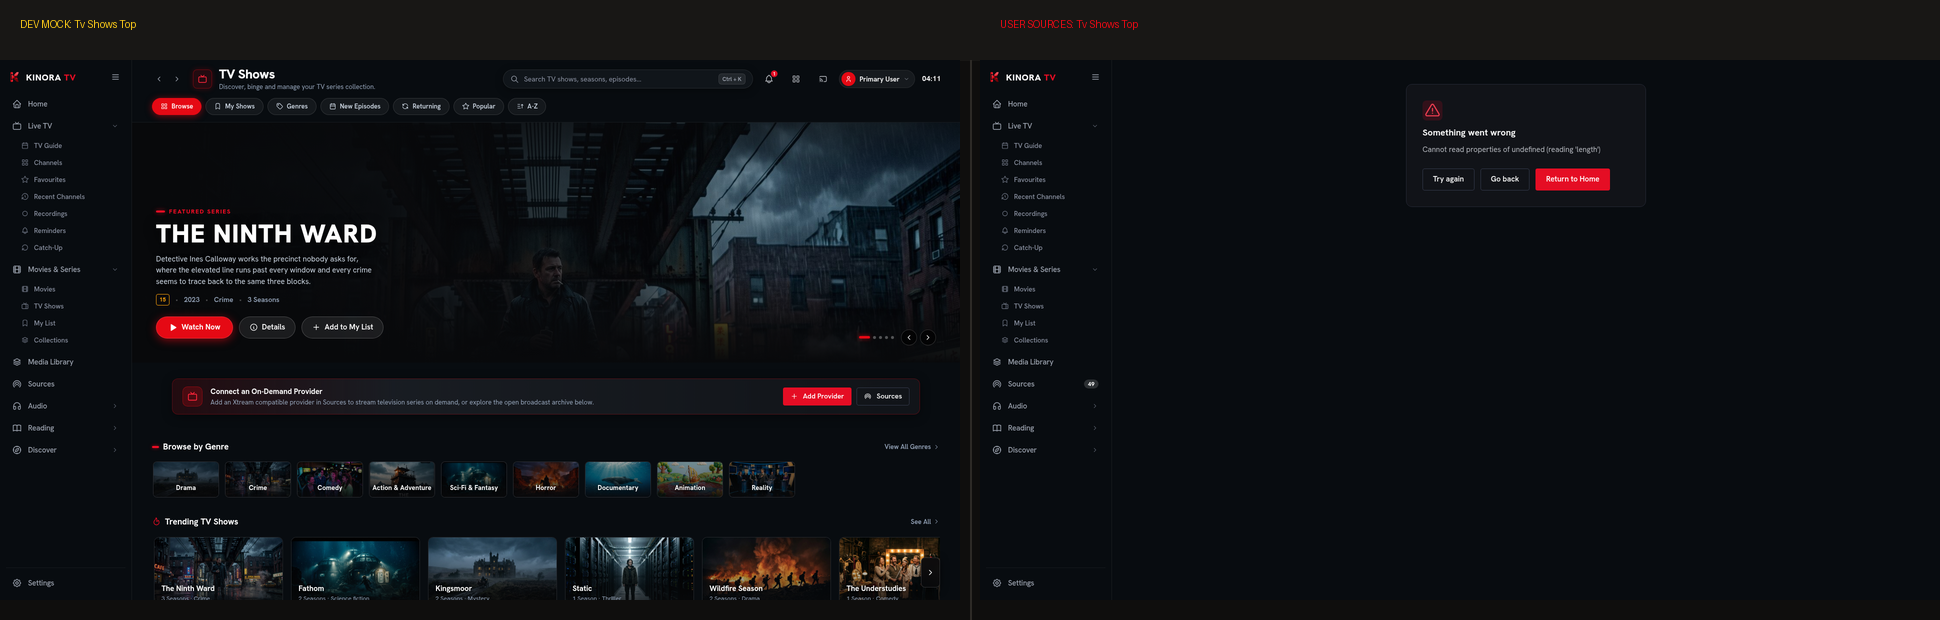 DEV MOCK: Tv Shows Top
USER SOURCES: Tv Shows Top
KINORA TV
Home
Live TV
TV Guide
Channels
Favourites
Recent Channels
Recordings
Reminders
Catch-Up
Movies & Series
Movies
TV Shows
My List
Collections
Media Library
Sources
Audio
Reading
Discover
Settings
TV Shows
Discover, binge and manage your TV series collection.
Search TV shows, seasons, episodes...
Ctrl + K
1
Primary User
04:11
Browse
My Shows
Genres
New Episodes
Returning
Popular
A-Z
FEATURED SERIES
THE NINTH WARD
Detective Ines Calloway works the precinct nobody asks for,
where the elevated line runs past every window and every crime
seems to trace back to the same three blocks.
15 • 2023 • Crime • 3 Seasons
Watch Now
Details
Add to My List
Connect an On-Demand Provider
Add an Xtream compatible provider in Sources to stream television series on demand, or explore the open broadcast archive below.
Add Provider
Sources
Browse by Genre
View All Genres
Drama
Crime
Comedy
Action & Adventure
Sci-Fi & Fantasy
Horror
Documentary
Animation
Reality
Trending TV Shows
See All
The Ninth Ward
3 Seasons · Crime
Fathom
2 Seasons · Science fiction
Kingsmoor
2 Seasons · Mystery
Static
1 Season · Thriller
Wildfire Season
2 Seasons · Drama
The Understudies
1 Season · Comedy
KINORA TV
Home
Live TV
TV Guide
Channels
Favourites
Recent Channels
Recordings
Reminders
Catch-Up
Movies & Series
Movies
TV Shows
My List
Collections
Media Library
Sources
49
Audio
Reading
Discover
Settings
Something went wrong
Cannot read properties of undefined (reading 'length')
Try again
Go back
Return to Home